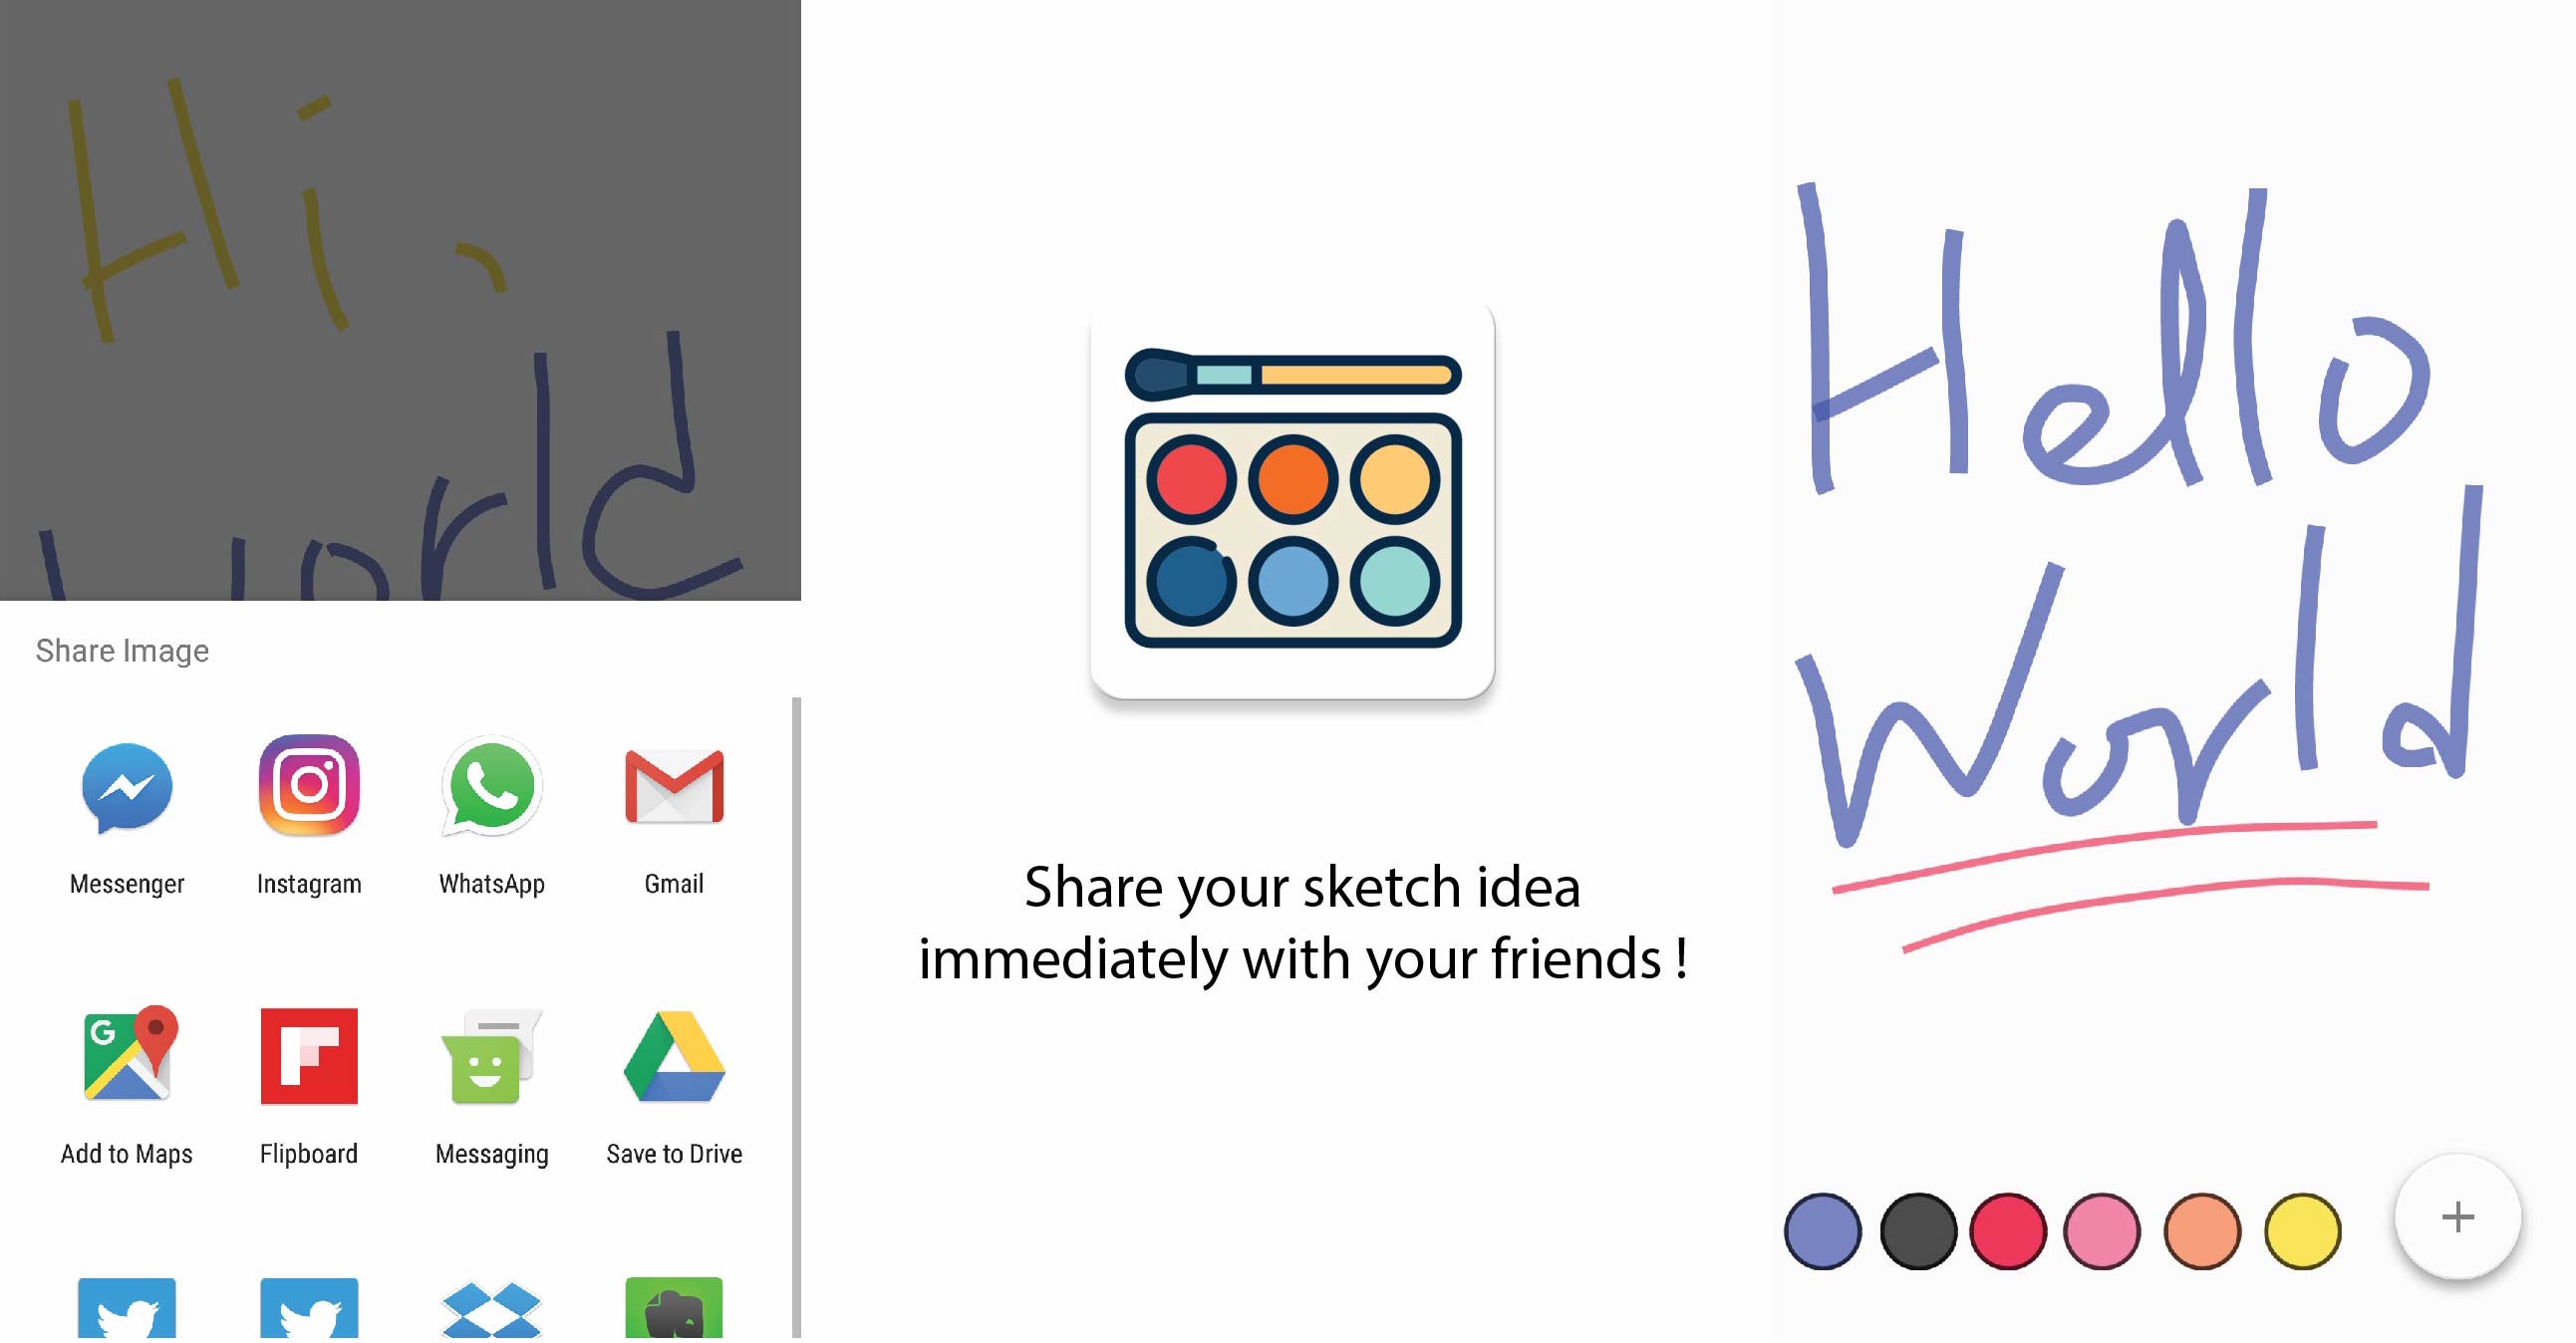 Hi,
World
Share Image
Messenger Instagram WhatsApp Gmail
G
Add to Maps Flipboard Messaging Save to Drive
Share your sketch idea
immediately with your friends !
Hello
World
+